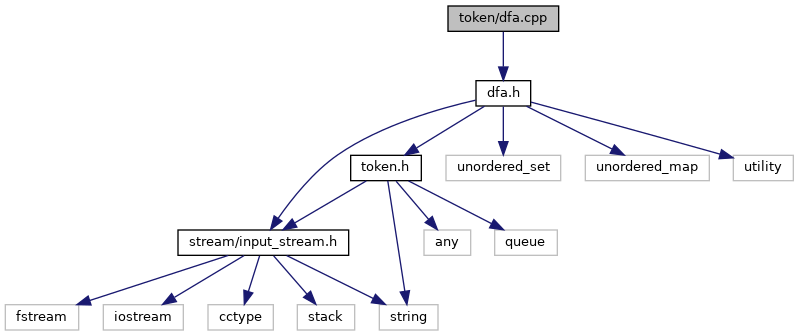 token/dfa.cpp
dfa.h
token.h
unordered_set
unordered_map
utility
stream/input_stream.h
any
queue
fstream
iostream
cctype
stack
string